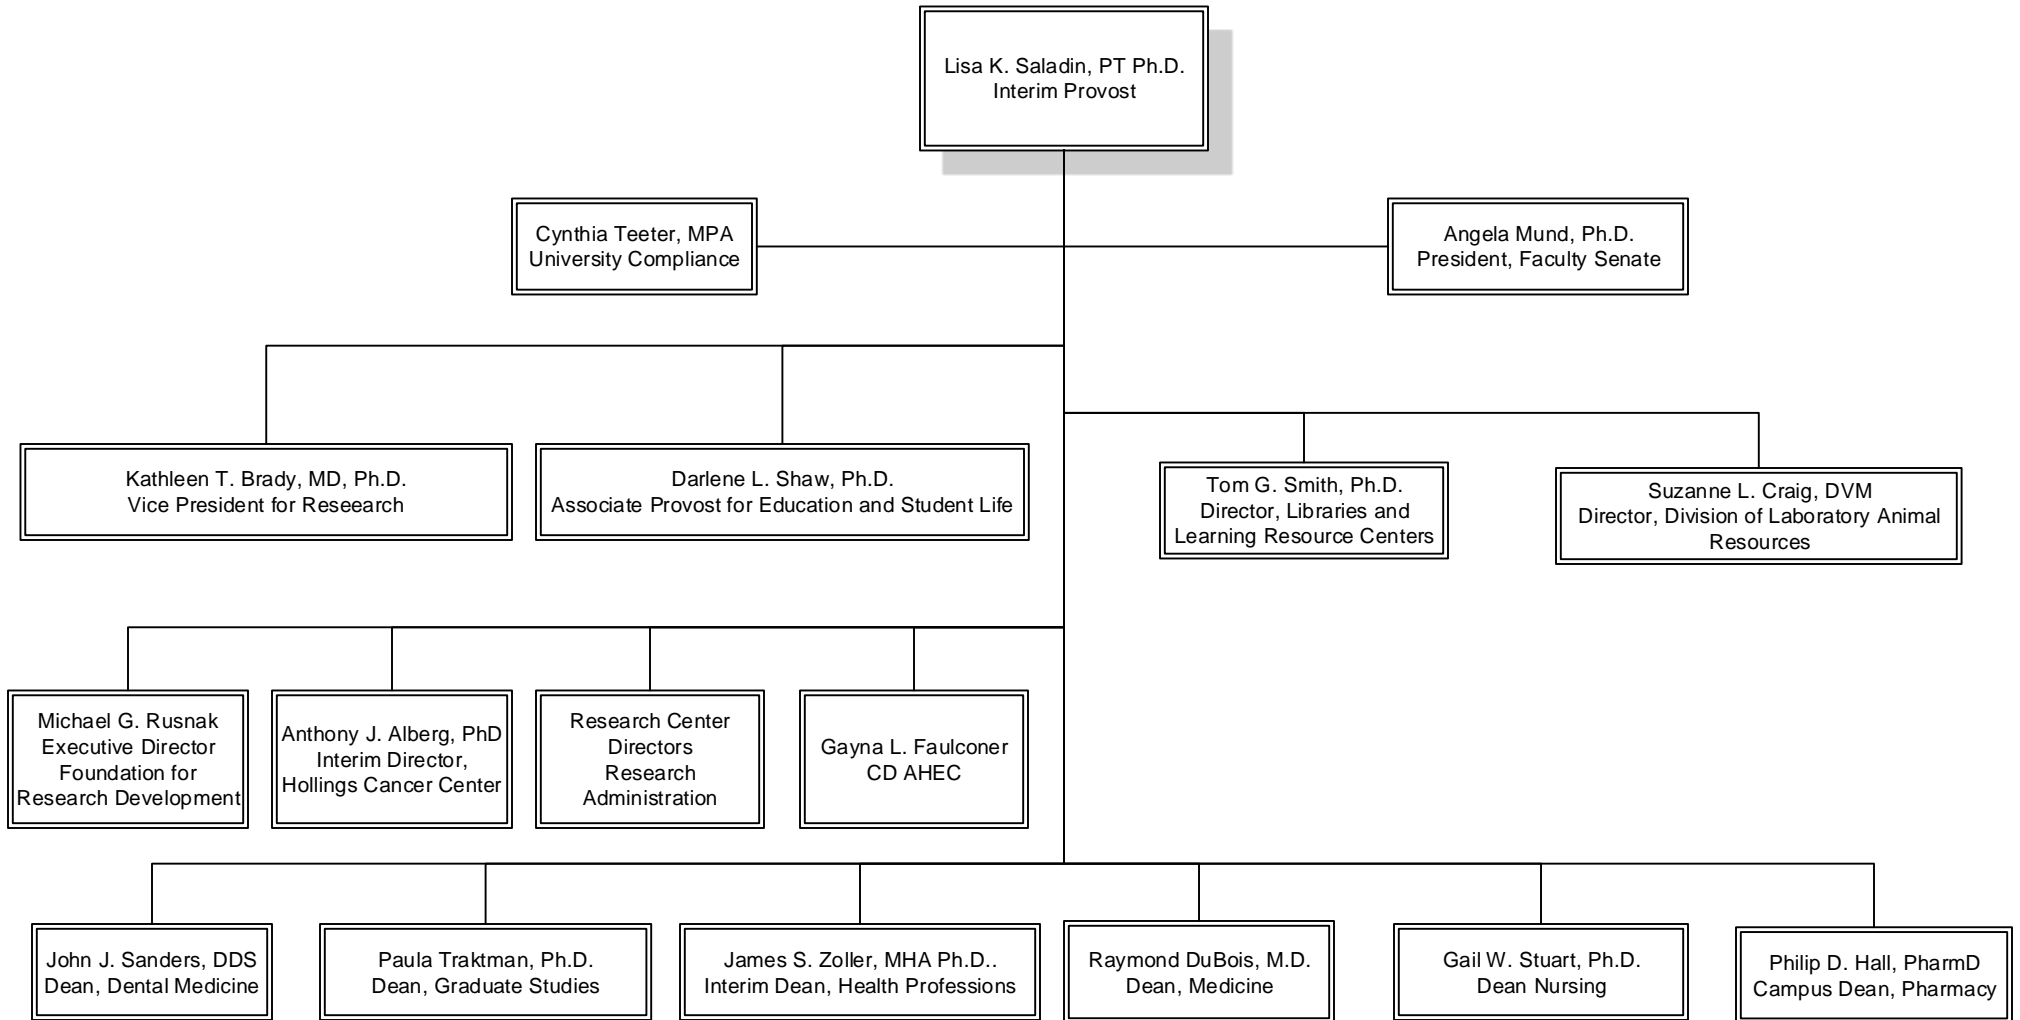 Lisa K. Saladin, PT Ph.D.
Interim Provost
Cynthia Teeter, MPA
University Compliance
Angela Mund, Ph.D.
President, Faculty Senate
Kathleen T. Brady, MD, Ph.D.
Vice President for Reseearch
Darlene L. Shaw, Ph.D.
Associate Provost for Education and Student Life
Tom G. Smith, Ph.D.
Director, Libraries and
Learning Resource Centers
Suzanne L. Craig, DVM
Director, Division of Laboratory Animal
Resources
Michael G. Rusnak
Executive Director
Foundation for
Research Development
Anthony J. Alberg, PhD
Interim Director,
Hollings Cancer Center
Research Center
Directors
Research
Administration
Gayna L. Faulconer
CD AHEC
John J. Sanders, DDS
Dean, Dental Medicine
Paula Traktman, Ph.D.
Dean, Graduate Studies
James S. Zoller, MHA Ph.D..
Interim Dean, Health Professions
Raymond DuBois, M.D.
Dean, Medicine
Gail W. Stuart, Ph.D.
Dean Nursing
Philip D. Hall, PharmD
Campus Dean, Pharmacy